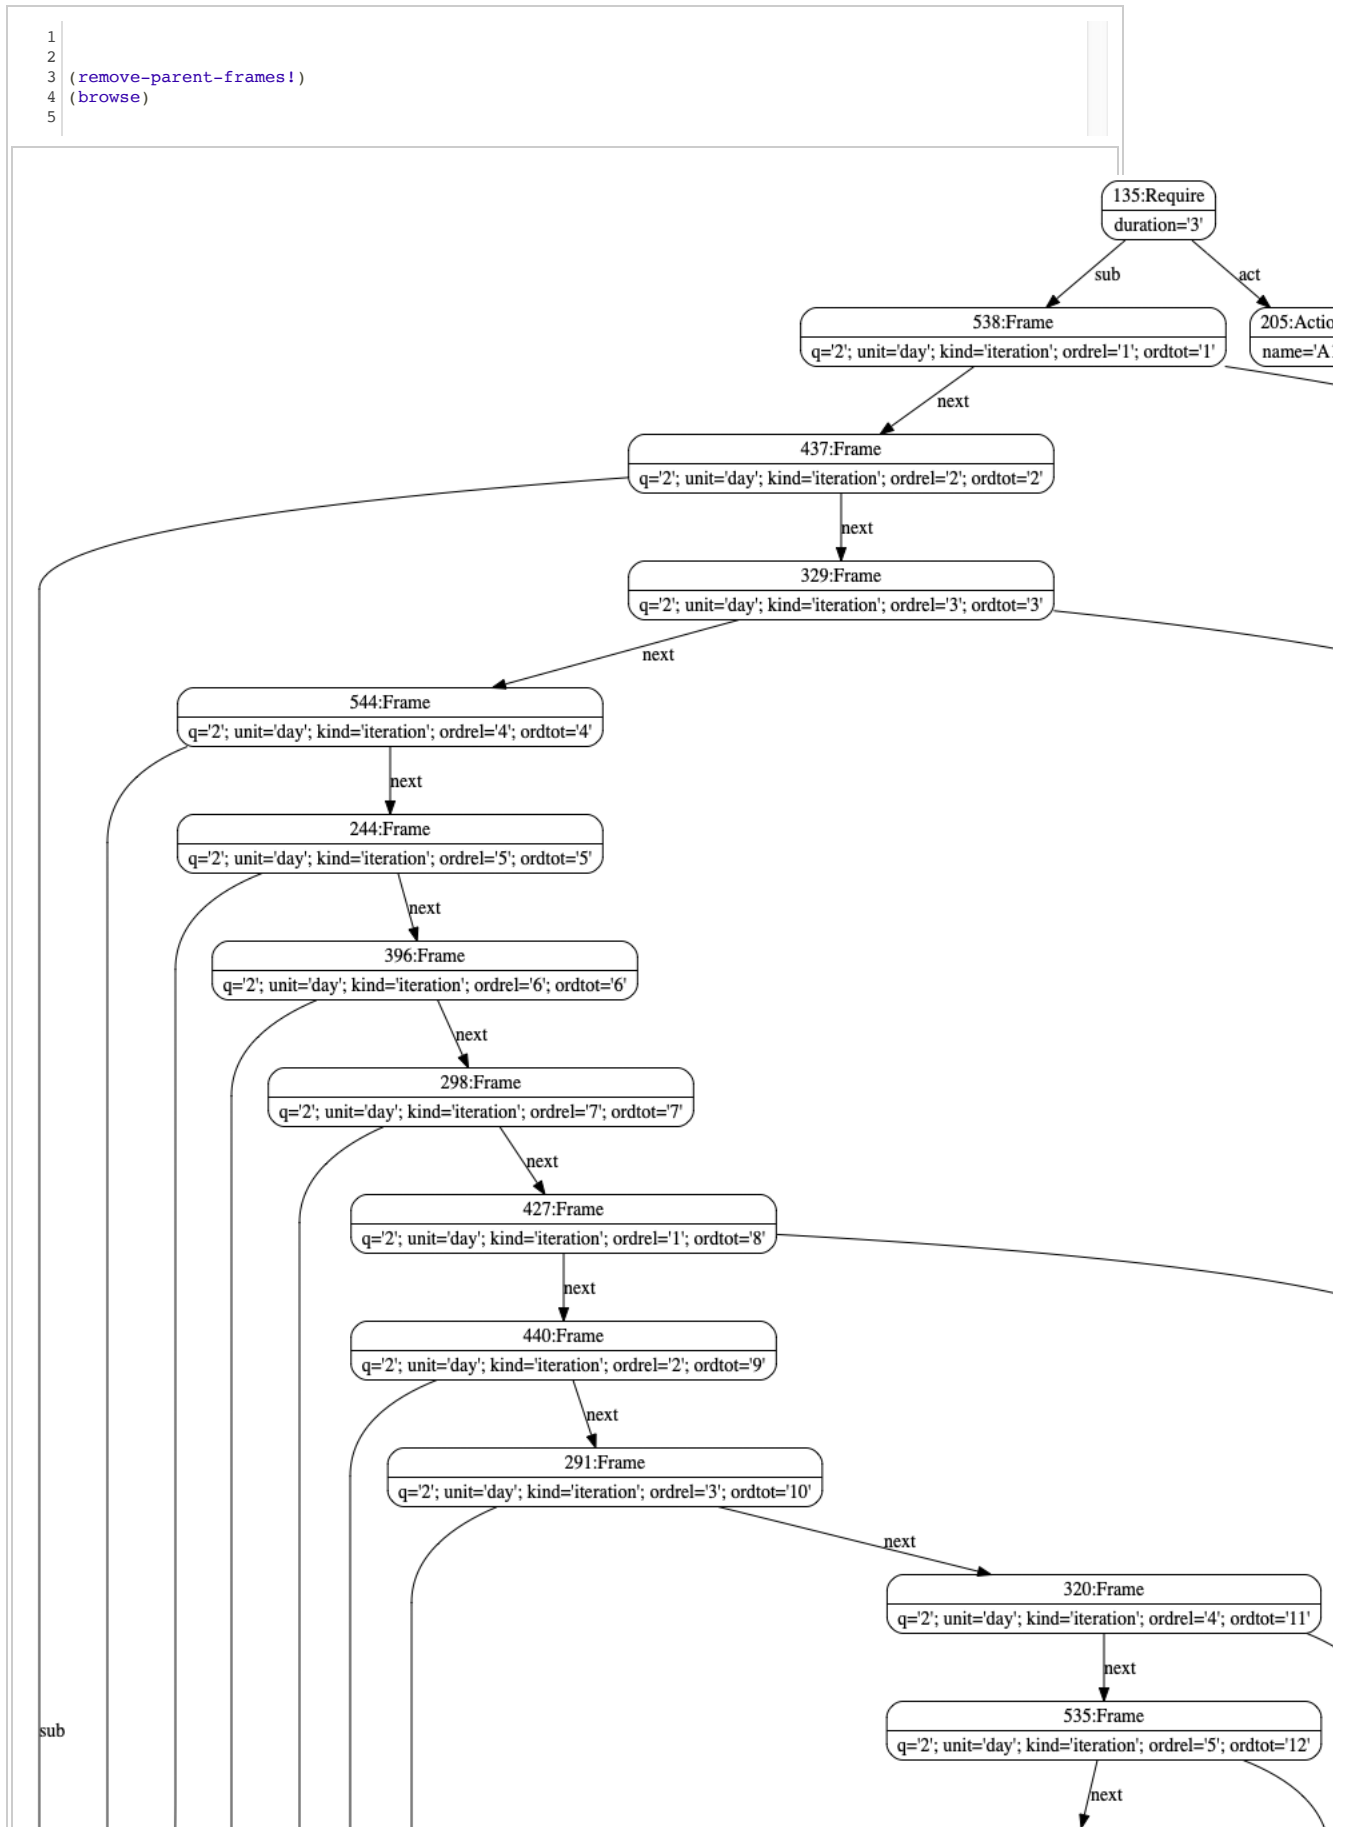 1
2
3 (remove-parent-frames!)
4 (browse)
5
135:Require
duration='3'
sub
act
538:Frame
q='2'; unit='day'; kind='iteration'; ordrel='1'; ordtot='1'
205:Actio
name='A1
next
437:Frame
q='2'; unit='day'; kind='iteration'; ordrel='2'; ordtot='2'
next
329:Frame
q='2'; unit='day'; kind='iteration'; ordrel='3'; ordtot='3'
next
544:Frame
q='2'; unit='day'; kind='iteration'; ordrel='4'; ordtot='4'
next
244:Frame
q='2'; unit='day'; kind='iteration'; ordrel='5'; ordtot='5'
next
396:Frame
q='2'; unit='day'; kind='iteration'; ordrel='6'; ordtot='6'
next
298:Frame
q='2'; unit='day'; kind='iteration'; ordrel='7'; ordtot='7'
next
427:Frame
q='2'; unit='day'; kind='iteration'; ordrel='1'; ordtot='8'
next
440:Frame
q='2'; unit='day'; kind='iteration'; ordrel='2'; ordtot='9'
next
291:Frame
q='2'; unit='day'; kind='iteration'; ordrel='3'; ordtot='10'
next
320:Frame
q='2'; unit='day'; kind='iteration'; ordrel='4'; ordtot='11'
next
535:Frame
q='2'; unit='day'; kind='iteration'; ordrel='5'; ordtot='12'
sub
next